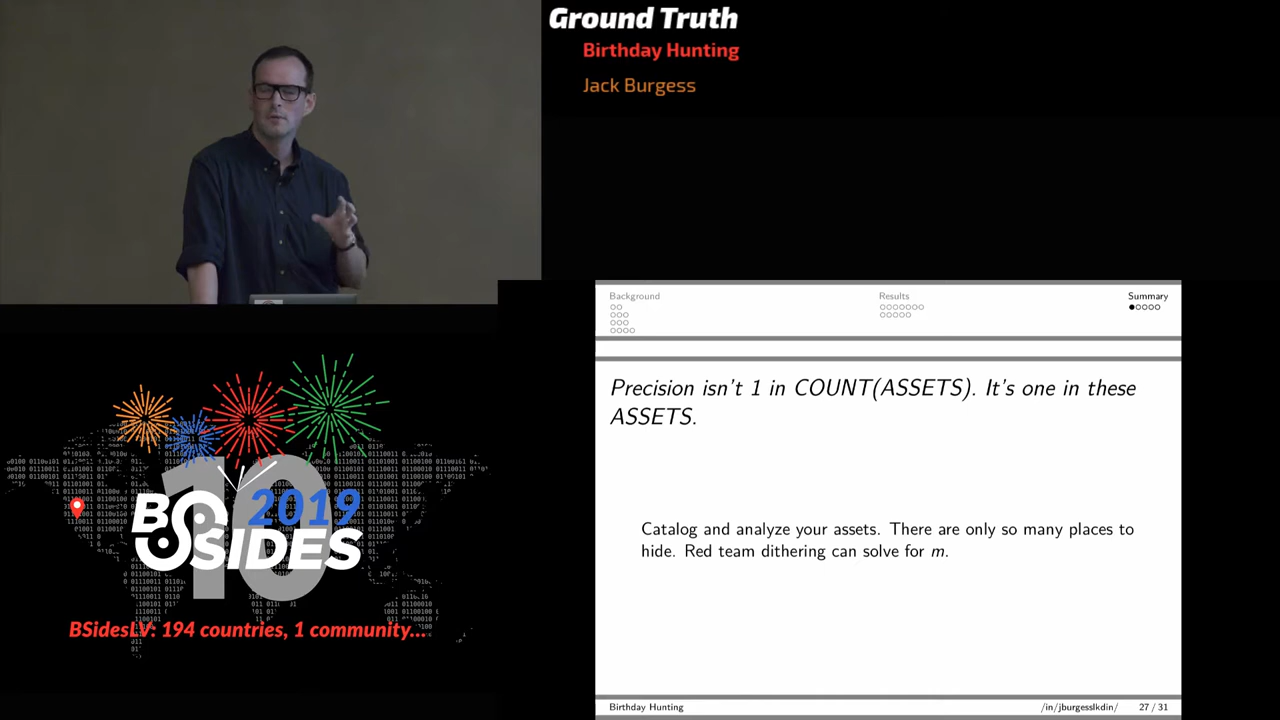 Ground Truth
Birthday Hunting
Jack Burgess
Background
Results
Summary
Precision isn't 1 in COUNT(ASSETS). It's one in these
ASSETS.
Catalog and analyze your assets. There are only so many places to
hide. Red team dithering can solve for m.
Birthday Hunting
/in/jburgesslkdin/
27 / 31
10
2019
BSIDES
BSidesLV: 194 countries, 1 community...